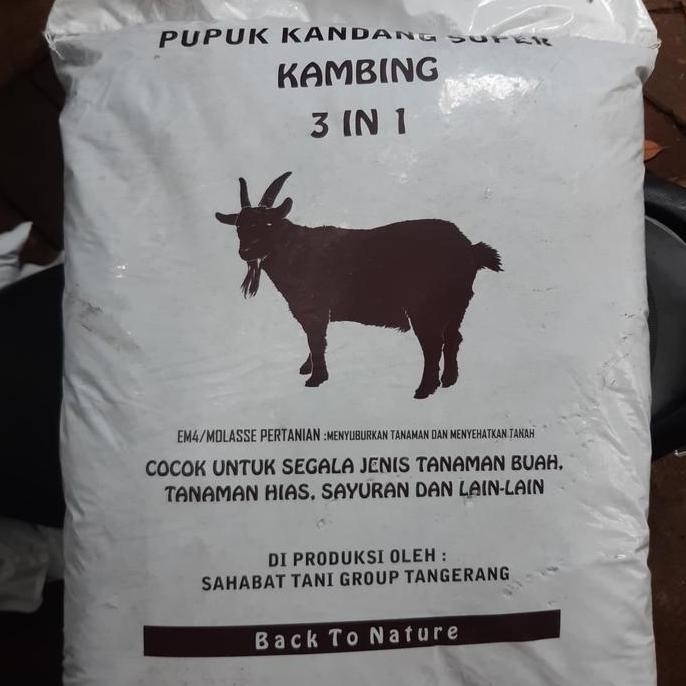 PUPUK KANDANG SUPER
KAMBING
3 IN 1
EM4/MOLASSE PERTANIAN :MENYUBURKAN TANAMAN DAN MENYEHATKAN TANAH
COCOK UNTUK SEGALA JENIS TANAMAN BUAH,
TANAMAN HIAS, SAYURAN DAN LAIN-LAIN
DI PRODUKSI OLEH :
SAHABAT TANI GROUP TANGERANG
Back To Nature